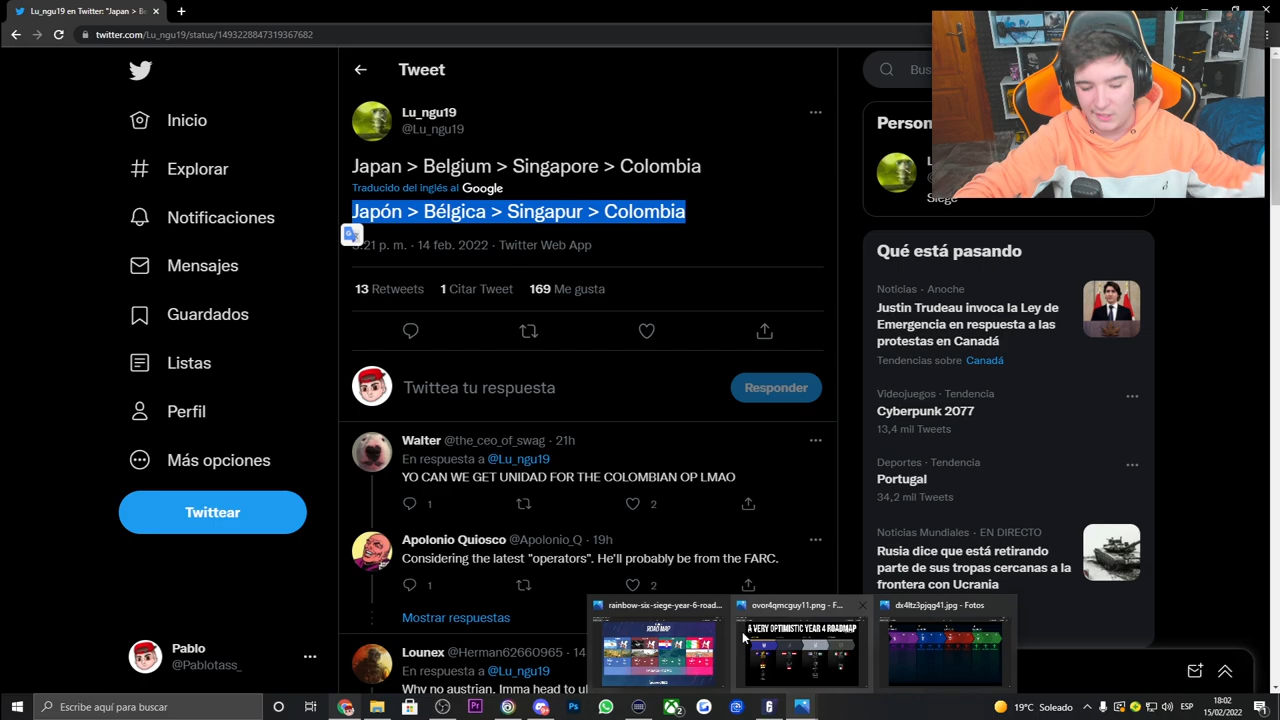 Lu_ngu19 en Twitter: "Japan > Be
twitter.com/Lu_ngu19/status/1493228847319367682
Inicio
Explorar
Notificaciones
Mensajes
Guardados
Listas
Perfil
Más opciones
Twittear
Pablo
@Pablotass_
Tweet
Lu_ngu19
@Lu_ngu19
Japan > Belgium > Singapore > Colombia
Traducido del inglés al Google
Japón > Bélgica > Singapur > Colombia
:21 p. m. · 14 feb. 2022 · Twitter Web App
13 Retweets 1 Citar Tweet 169 Me gusta
Twittea tu respuesta
Responder
Walter @the_ceo_of_swag · 21h
En respuesta a @Lu_ngu19
YO CAN WE GET UNIDAD FOR THE COLOMBIAN OP LMAO
1 2
Apolonio Quiosco @Apolonio_Q · 19h
Considering the latest "operators". He'll probably be from the FARC.
1 2
Mostrar respuestas
Lounex @Herman62660965 · 14
En respuesta a @Lu_ngu19
Why no austrian. Imma head to u
Bus
Person
L
Siege
Qué está pasando
Noticias · Anoche
Justin Trudeau invoca la Ley de
Emergencia en respuesta a las
protestas en Canadá
Tendencias sobre Canadá
Videojuegos · Tendencia
Cyberpunk 2077
13,4 mil Tweets
Deportes · Tendencia
Portugal
34,2 mil Tweets
Noticias Mundiales · EN DIRECTO
Rusia dice que está retirando
parte de sus tropas cercanas a la
frontera con Ucrania
rainbow-six-siege-year-6-road...
ROAD MAP
ovor4qmcguy11.png - F...
A VERY OPTIMISTIC YEAR 4 ROADMAP
dx4ltz3pjqg41.jpg - Fotos
Escribe aquí para buscar
19°C Soleado
ESP
18:02
15/02/2022